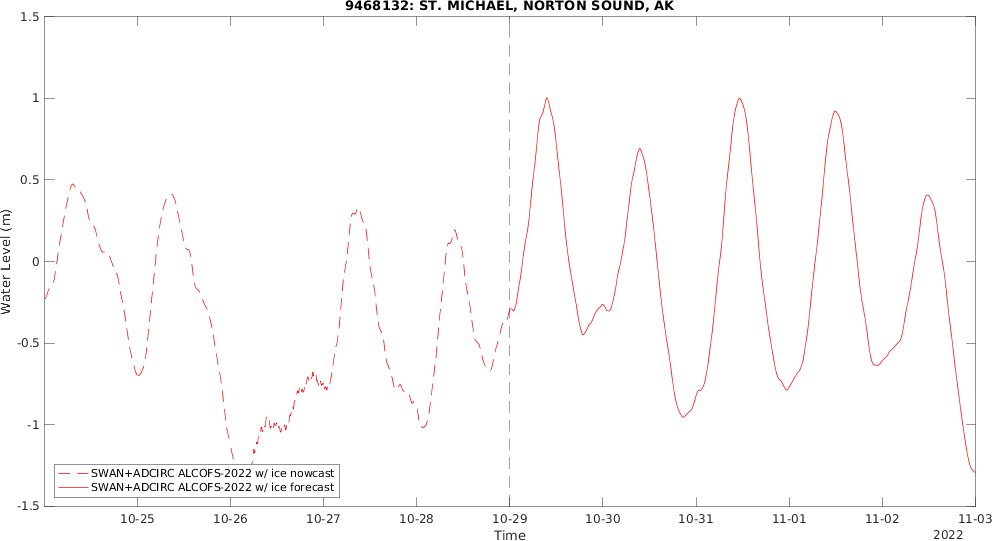 9468132: ST. MICHAEL, NORTON SOUND, AK
1.5
1
0.5
0
-0.5
-1
-1.5
Water Level (m)
SWAN+ADCIRC ALCOFS-2022 w/ ice nowcast
SWAN+ADCIRC ALCOFS-2022 w/ ice forecast
10-25 10-26 10-27 10-28 10-29 10-30 10-31 11-01 11-02 11-03
Time
2022